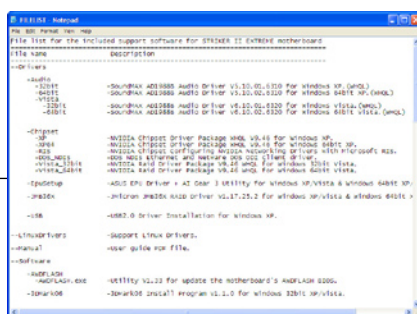 FILELIST - Notepad
File Edit Format View Help
File list for the included support software for STRIKER II EXTREME motherboard
File Name Description
--Drivers
-Audio
-32bit -SoundMAX AD1988B Audio Driver V5.10.01.6310 for Windows XP.(WHQL)
-64bit -SoundMAX AD1988B Audio Driver V5.10.02.6310 for Windows 64bit XP.(WHQL)
-Vista
-32bit -SoundMAX AD1988B Audio Driver for Windows Vista.(WHQL)
-64bit -SoundMAX AD1988B Audio Driver for Windows 64bit Vista.(WHQL)
-Chipset
-XP -NVIDIA Chipset Driver Package WHQL V9.46 for Windows XP.
-XP64 -NVIDIA Chipset Driver Package WHQL V9.46 for Windows 64bit XP.
-RIS -NVIDIA Chipset Configuring NVIDIA Networking Drivers with Microsoft RIS.
-DOS_NDIS -DOS NDIS Ethernet and Netware DOS ODI Client driver.
-Vista_32bit -NVIDIA Raid Driver Package V9.46 WHQL for Windows 32bit Vista.
-Vista_64bit -NVIDIA Raid Driver Package V9.46 WHQL for Windows 64bit Vista.
-EpuSetup -ASUS EPU Driver + AI Gear 3 Utility for Windows XP/Vista & Windows 64bit XP/
-JMB36X -JMicron JMB36X RAID Driver V1.17.25.2 for Windows XP/Vista & Windows 64bit X
-USB -USB2.0 Driver Installation for Windows XP.
--LinuxDrivers -Support Linux Drivers.
--Manual -User guide PDF file.
--Software
-AWDFLASH
-AWDFLASH.exe -Utility V1.33 for update the motherboard's AWDFLASH BIOS.
-3DMark06 -3DMark06 Install Program V1.1.0 for Windows 32bit XP/Vista.